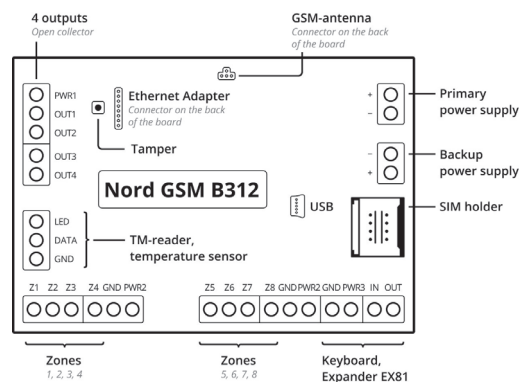 4 outputs
Open collector
GSM-antenna
Connector on the back
of the board
PWR1
OUT1
OUT2
OUT3
OUT4
Ethernet Adapter
Connector on the back
of the board
Tamper
+
−
Primary
power supply
−
+
Backup
power supply
Nord GSM B312
USB
SIM holder
LED
DATA
GND
TM-reader,
temperature sensor
Z1 Z2 Z3 Z4 GND PWR2
Z5 Z6 Z7 Z8 GND PWR2 GND PWR3 IN OUT
Zones
1, 2, 3, 4
Zones
5, 6, 7, 8
Keyboard,
Expander EX81